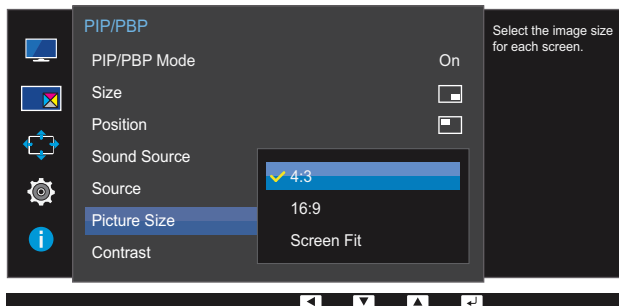 PIP/PBP
PIP/PBP Mode On
Size
Position
Sound Source
Source
Picture Size
Contrast
4:3
16:9
Screen Fit
Select the image size
for each screen.